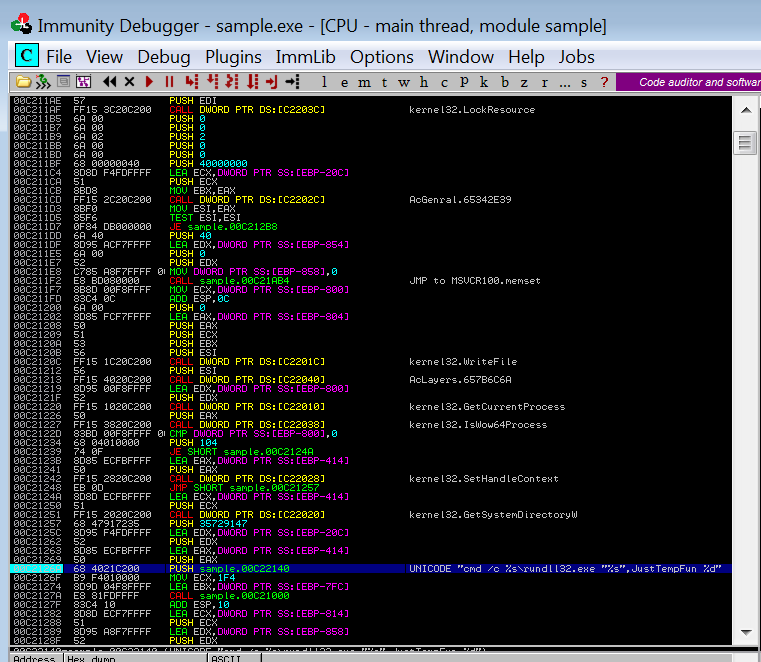 Immunity Debugger - sample.exe - [CPU - main thread, module sample]
C File View Debug Plugins ImmLib Options Window Help Jobs
l e m t w h c P k b z r ... s ? Code auditor and softwar
00C211AE 57 PUSH EDI
00C211AF FF15 3C20C200 CALL DWORD PTR DS:[C2203C] kernel32.LockResource
00C211B5 6A 00 PUSH 0
00C211B7 6A 00 PUSH 0
00C211B9 6A 02 PUSH 2
00C211BB 6A 00 PUSH 0
00C211BD 6A 00 PUSH 0
00C211BF 68 00000040 PUSH 40000000
00C211C4 8D8D F4FDFFFF LEA ECX,DWORD PTR SS:[EBP-20C]
00C211CA 51 PUSH ECX
00C211CB 8BD8 MOV EBX,EAX
00C211CD FF15 2C20C200 CALL DWORD PTR DS:[C2202C] AcGenral.65342E39
00C211D3 8BF0 MOV ESI,EAX
00C211D5 85F6 TEST ESI,ESI
00C211D7 0F84 DB000000 JE sample.00C212B8
00C211DD 6A 40 PUSH 40
00C211DF 8D95 ACF7FFFF LEA EDX,DWORD PTR SS:[EBP-854]
00C211E5 6A 00 PUSH 0
00C211E7 52 PUSH EDX
00C211E8 C785 A8F7FFFF 0 MOV DWORD PTR SS:[EBP-858],0
00C211F2 E8 BD080000 CALL sample.00C21AB4 JMP to MSVCR100.memset
00C211F7 8B8D 00F8FFFF MOV ECX,DWORD PTR SS:[EBP-800]
00C211FD 83C4 0C ADD ESP,0C
00C21200 6A 00 PUSH 0
00C21202 8D85 FCF7FFFF LEA EAX,DWORD PTR SS:[EBP-804]
00C21208 50 PUSH EAX
00C21209 51 PUSH ECX
00C2120A 53 PUSH EBX
00C2120B 56 PUSH ESI
00C2120C FF15 1C20C200 CALL DWORD PTR DS:[C2201C] kernel32.WriteFile
00C21212 56 PUSH ESI
00C21213 FF15 4020C200 CALL DWORD PTR DS:[C22040] AcLayers.657B6C6A
00C21219 8D95 00F8FFFF LEA EDX,DWORD PTR SS:[EBP-800]
00C2121F 52 PUSH EDX
00C21220 FF15 1020C200 CALL DWORD PTR DS:[C22010] kernel32.GetCurrentProcess
00C21226 50 PUSH EAX
00C21227 FF15 3820C200 CALL DWORD PTR DS:[C22038] kernel32.IsWow64Process
00C2122D 83BD 00F8FFFF 0 CMP DWORD PTR SS:[EBP-800],0
00C21234 68 04010000 PUSH 104
00C21239 74 0F JE SHORT sample.00C2124A
00C2123B 8D85 ECFBFFFF LEA EAX,DWORD PTR SS:[EBP-414]
00C21241 50 PUSH EAX
00C21242 FF15 2820C200 CALL DWORD PTR DS:[C22028] kernel32.SetHandleContext
00C21248 EB 0D JMP SHORT sample.00C21257
00C2124A 8D8D ECFBFFFF LEA ECX,DWORD PTR SS:[EBP-414]
00C21250 51 PUSH ECX
00C21251 FF15 2020C200 CALL DWORD PTR DS:[C22020] kernel32.GetSystemDirectoryW
00C21257 68 47917235 PUSH 35729147
00C2125C 8D95 F4FDFFFF LEA EDX,DWORD PTR SS:[EBP-20C]
00C21262 52 PUSH EDX
00C21263 8D85 ECFBFFFF LEA EAX,DWORD PTR SS:[EBP-414]
00C21269 50 PUSH EAX
00C2126A 68 4021C200 PUSH sample.00C22140 UNICODE "cmd /c %s\rundll32.exe "%s",JustTempFun %d"
00C2126F B9 F4010000 MOV ECX,1F4
00C21274 8D9D 04F8FFFF LEA EBX,DWORD PTR SS:[EBP-7FC]
00C2127A E8 81FDFFFF CALL sample.00C21000
00C2127F 83C4 10 ADD ESP,10
00C21282 8D8D ECF7FFFF LEA ECX,DWORD PTR SS:[EBP-814]
00C21288 51 PUSH ECX
00C21289 8D95 A8F7FFFF LEA EDX,DWORD PTR SS:[EBP-858]
00C2128F 52 PUSH EDX
Address Hex dump ASCII